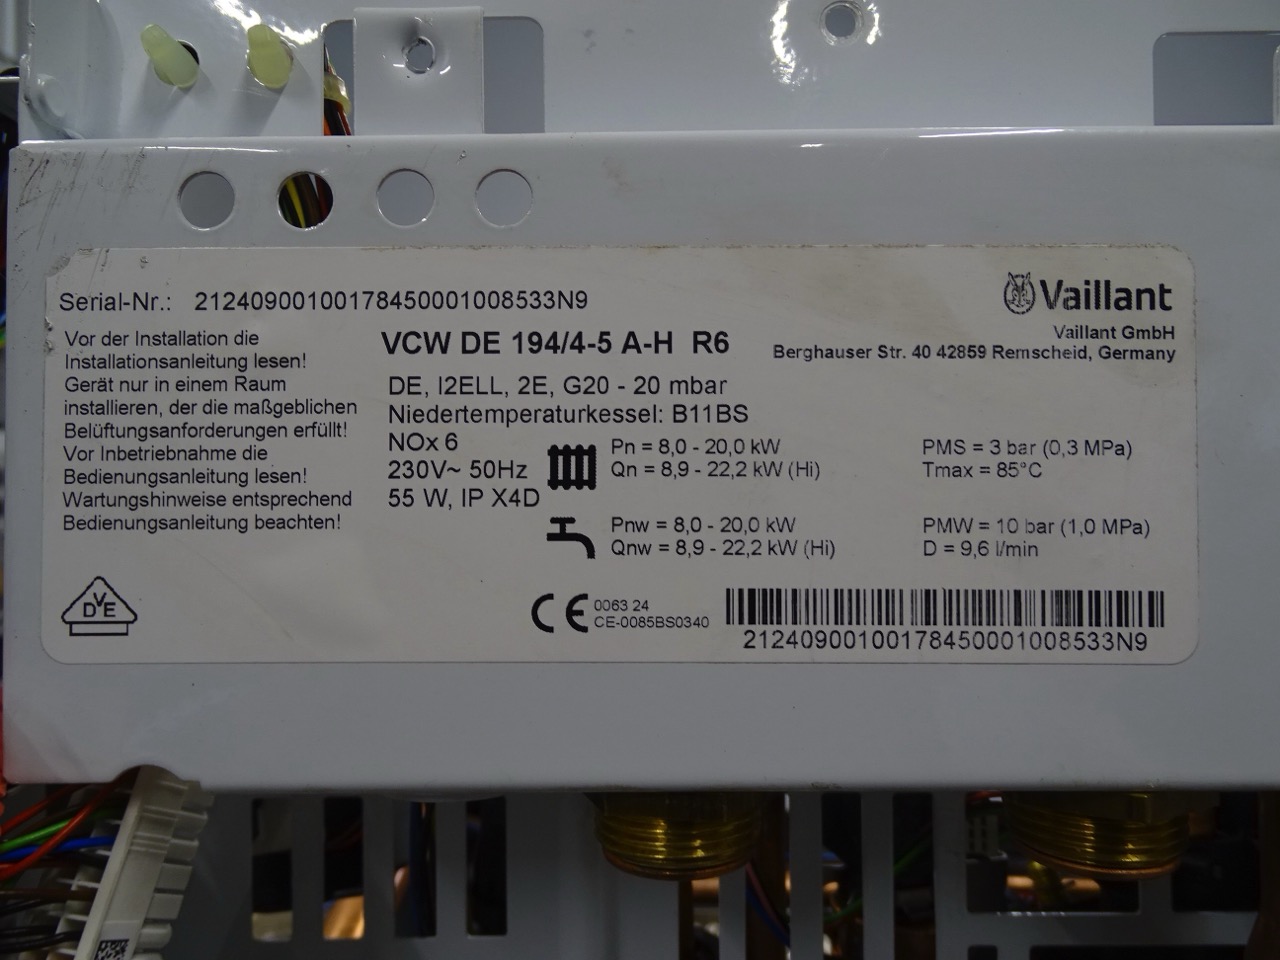 Serial-Nr.: 21240900100178450001008533N9
Vaillant
Vaillant GmbH
Berghauser Str. 40 42859 Remscheid, Germany
Vor der Installation die
Installationsanleitung lesen!
Gerät nur in einem Raum
installieren, der die maßgeblichen
Belüftungsanforderungen erfüllt!
Vor Inbetriebnahme die
Bedienungsanleitung lesen!
Wartungshinweise entsprechend
Bedienungsanleitung beachten!
VCW DE 194/4-5 A-H R6
DE, I2ELL, 2E, G20 - 20 mbar
Niedertemperaturkessel: B11BS
NOx 6
230V~ 50Hz
55 W, IP X4D
Pn = 8,0 - 20,0 kW
Qn = 8,9 - 22,2 kW (Hi)
PMS = 3 bar (0,3 MPa)
Tmax = 85°C
Pnw = 8,0 - 20,0 kW
Qnw = 8,9 - 22,2 kW (Hi)
PMW = 10 bar (1,0 MPa)
D = 9,6 l/min
DVE
CE 0063 24
CE-0085BS0340
21240900100178450001008533N9